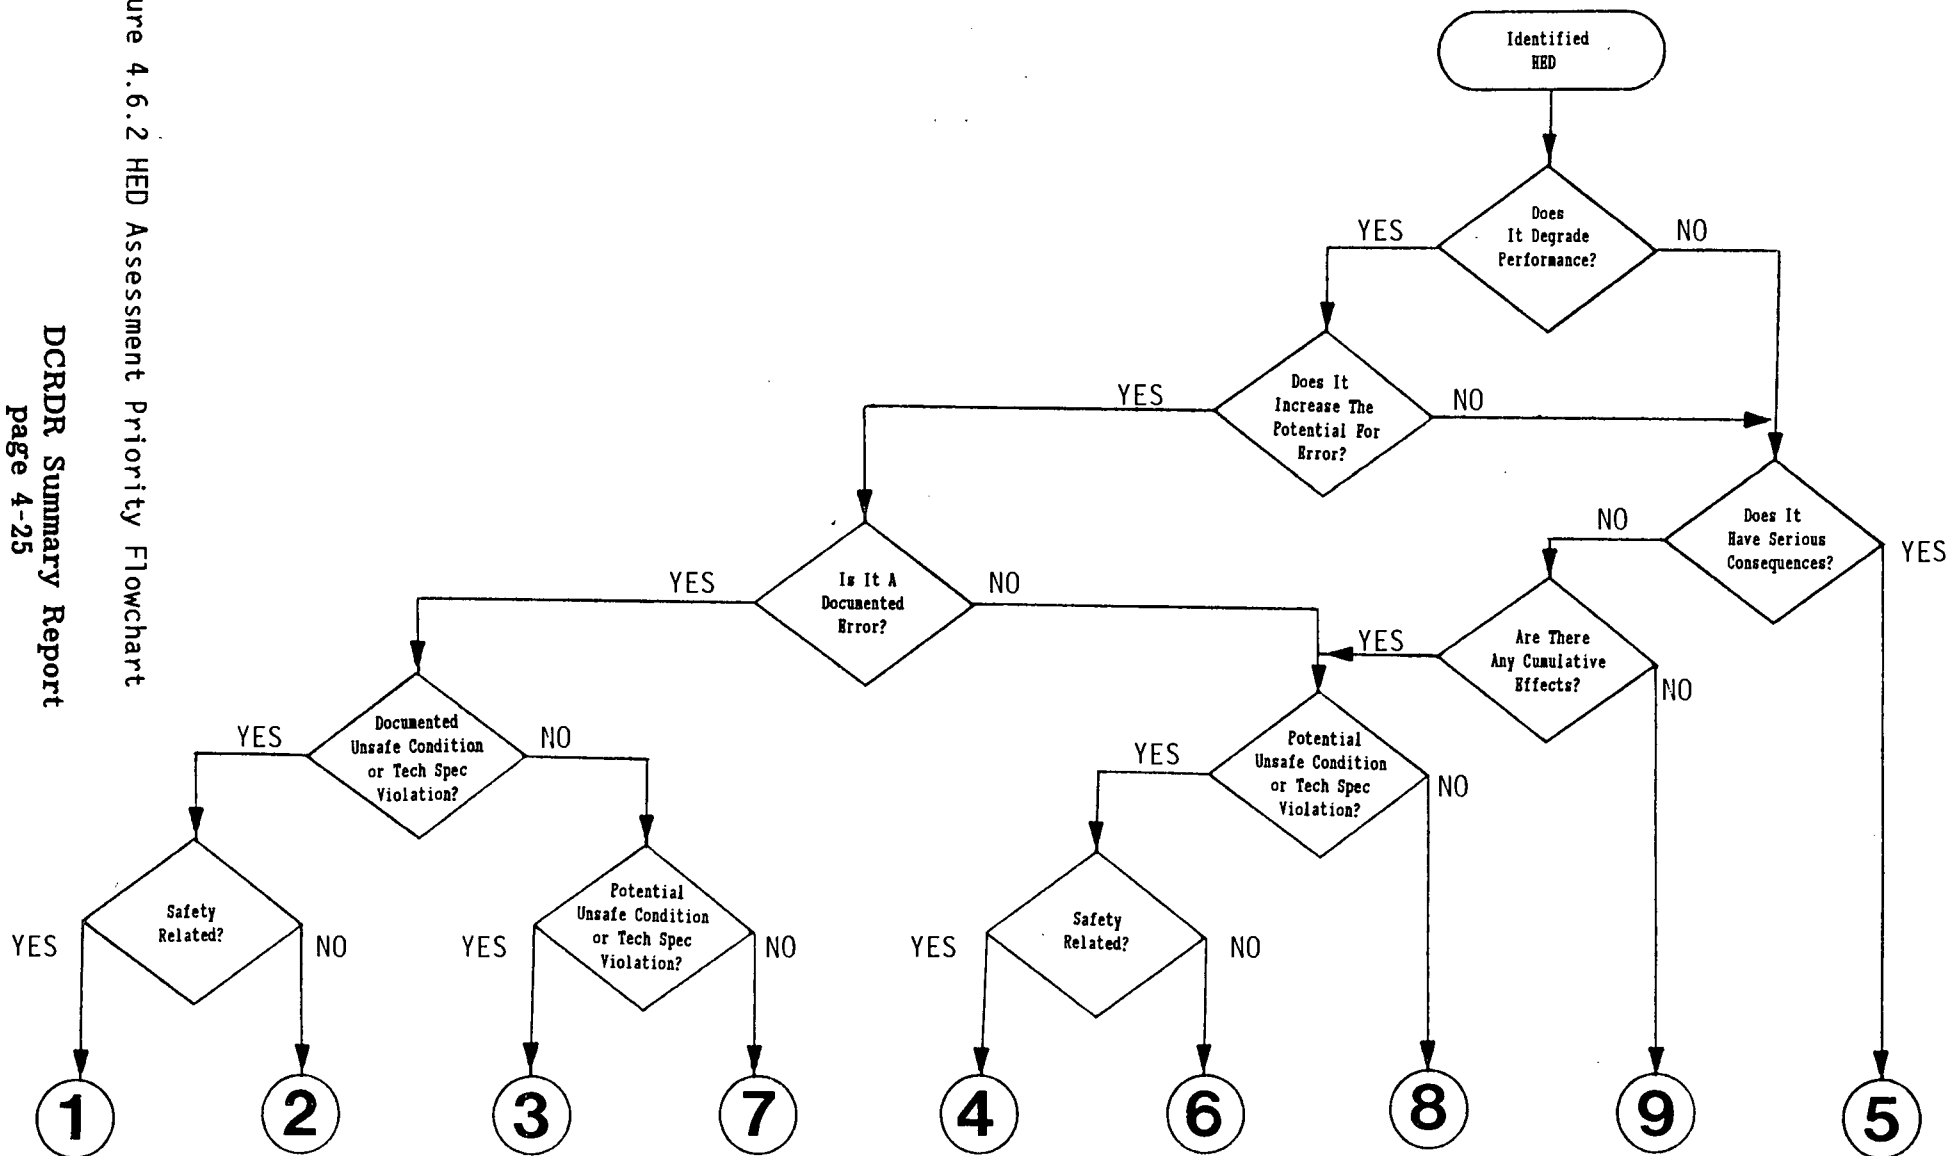 Identified
HED
Does
It Degrade
Performance?
YES
NO
Does It
Increase The
Potential For
Error?
YES
NO
Does It
Have Serious
Consequences?
NO
YES
Is It A
Documented
Error?
YES
NO
Are There
Any Cumulative
Effects?
YES
NO
Documented
Unsafe Condition
or Tech Spec
Violation?
YES
NO
Potential
Unsafe Condition
or Tech Spec
Violation?
YES
NO
Safety
Related?
YES
NO
Potential
Unsafe Condition
or Tech Spec
Violation?
YES
NO
Safety
Related?
YES
NO
1
2
3
7
4
6
8
9
5
ure 4.6.2 HED Assessment Priority Flowchart
DCRDR Summary Report
page 4-25